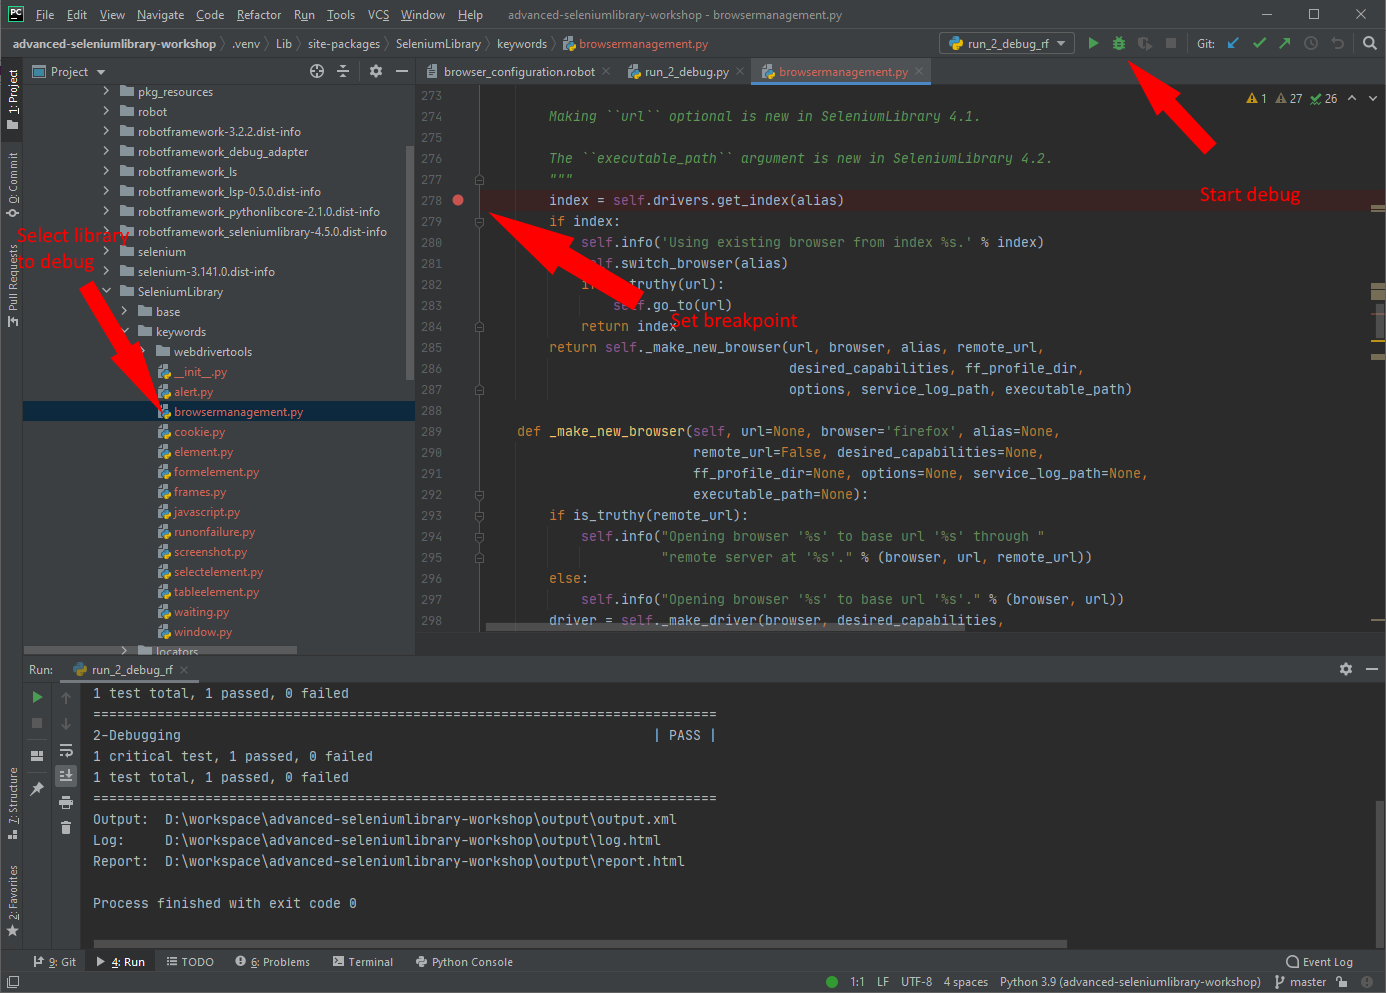 PC File Edit View Navigate Code Refactor Run Tools VCS Window Help advanced-seleniumlibrary-workshop - browsermanagement.py
advanced-seleniumlibrary-workshop .venv Lib site-packages SeleniumLibrary keywords browsermanagement.py run_2_debug_rf Git:
Project
browser_configuration.robot run_2_debug.py browsermanagement.py
1: Project
0: Commit
Pull Requests
7: Structure
2: Favorites
pkg_resources
robot
robotframework-3.2.2.dist-info
robotframework_debug_adapter
robotframework_ls
robotframework_lsp-0.5.0.dist-info
robotframework_pythonlibcore-2.1.0.dist-info
robotframework_seleniumlibrary-4.5.0.dist-info
selenium
selenium-3.141.0.dist-info
SeleniumLibrary
base
keywords
webdrivertools
__init__.py
alert.py
browsermanagement.py
cookie.py
element.py
formelement.py
frames.py
javascript.py
runonfailure.py
screenshot.py
selectelement.py
tableelement.py
waiting.py
window.py
locators
Select library
to debug
1 27 26
273
274 Making ``url`` optional is new in SeleniumLibrary 4.1.
275
276 The ``executable_path`` argument is new in SeleniumLibrary 4.2.
277 """
278 index = self.drivers.get_index(alias)
279 if index:
280 self.info('Using existing browser from index %s.' % index)
281 .switch_browser(alias)
282 truthy(url):
283 .go_to(url)
284 return index
285 return self._make_new_browser(url, browser, alias, remote_url,
286 desired_capabilities, ff_profile_dir,
287 options, service_log_path, executable_path)
288
289 def _make_new_browser(self, url=None, browser='firefox', alias=None,
290 remote_url=False, desired_capabilities=None,
291 ff_profile_dir=None, options=None, service_log_path=None,
292 executable_path=None):
293 if is_truthy(remote_url):
294 self.info("Opening browser '%s' to base url '%s' through "
295 "remote server at '%s'." % (browser, url, remote_url))
296 else:
297 self.info("Opening browser '%s' to base url '%s'." % (browser, url))
298 driver = self._make_driver(browser, desired_capabilities,
Start debug
Set breakpoint
Run: run_2_debug_rf
1 test total, 1 passed, 0 failed
==============================================================================
2-Debugging | PASS |
1 critical test, 1 passed, 0 failed
1 test total, 1 passed, 0 failed
==============================================================================
Output: D:\workspace\advanced-seleniumlibrary-workshop\output\output.xml
Log: D:\workspace\advanced-seleniumlibrary-workshop\output\log.html
Report: D:\workspace\advanced-seleniumlibrary-workshop\output\report.html
Process finished with exit code 0
9: Git 4: Run TODO 6: Problems Terminal Python Console Event Log
1:1 LF UTF-8 4 spaces Python 3.9 (advanced-seleniumlibrary-workshop) master